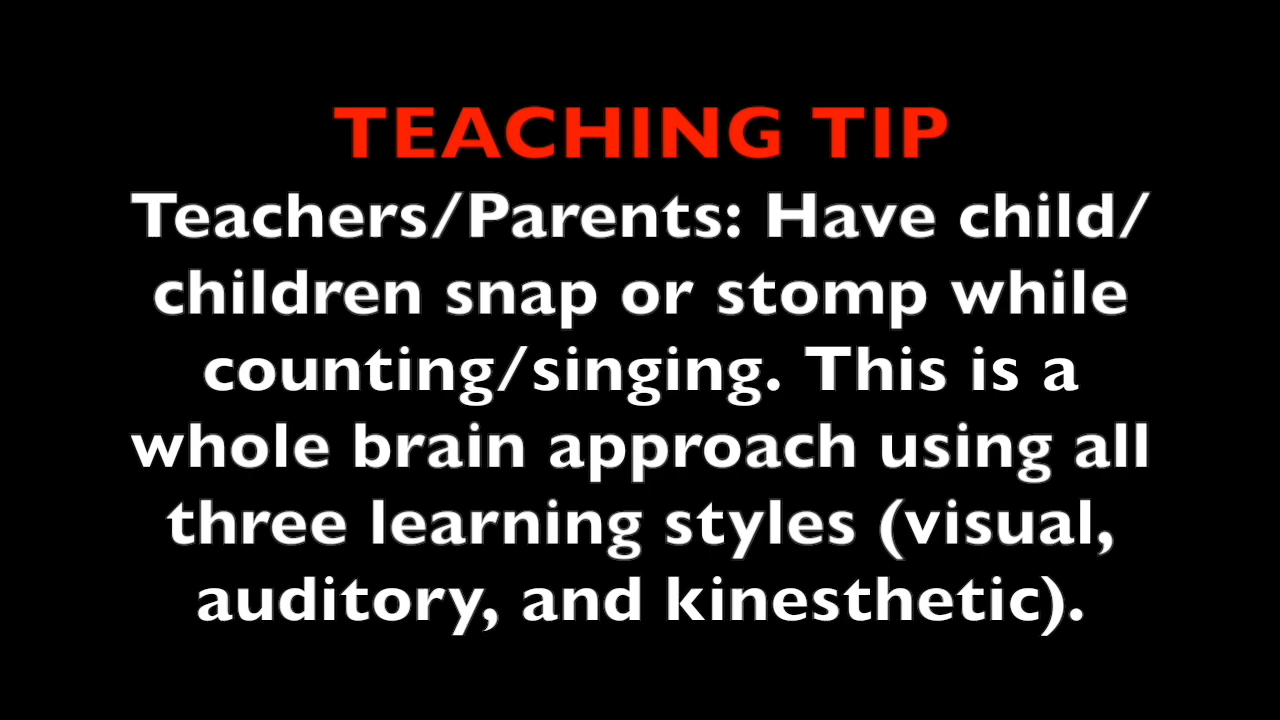 TEACHING TIP
Teachers/Parents: Have child/
children snap or stomp while
counting/singing. This is a
whole brain approach using all
three learning styles (visual,
auditory, and kinesthetic).